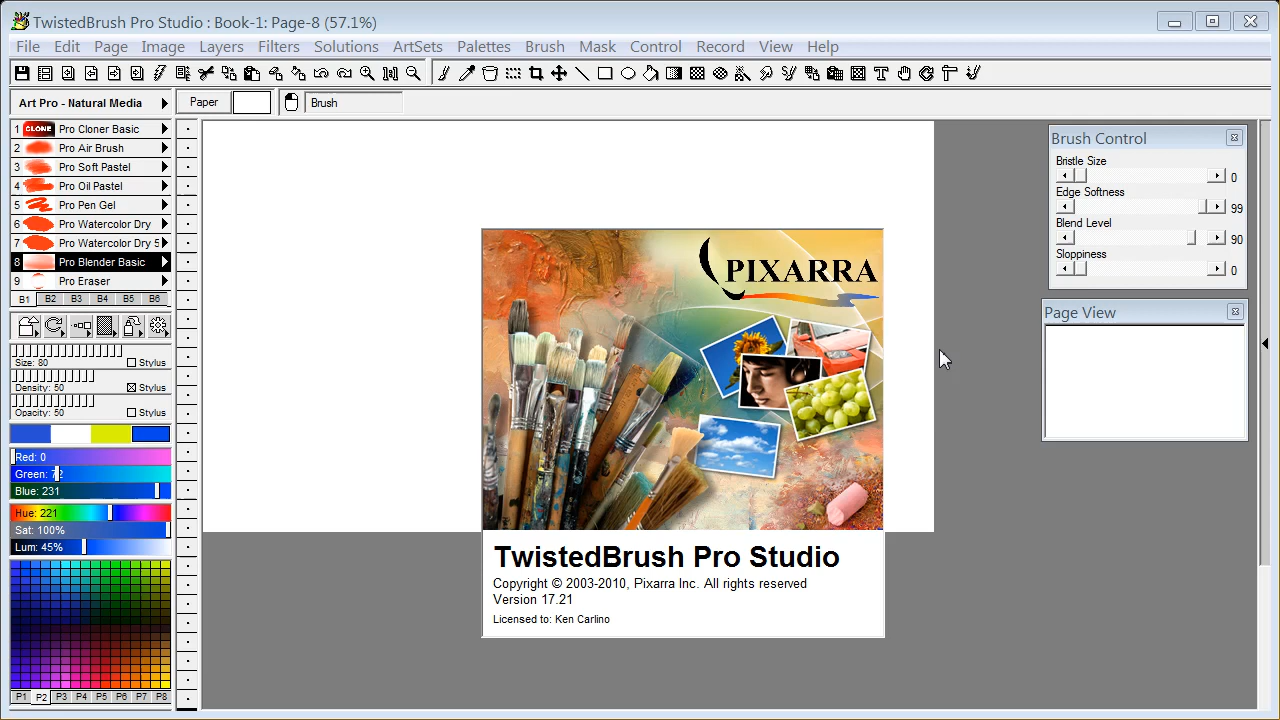 TwistedBrush Pro Studio : Book-1: Page-8 (57.1%)
File Edit Page Image Layers Filters Solutions ArtSets Palettes Brush Mask Control Record View Help
Art Pro - Natural Media
Paper
Brush
1 CLONE Pro Cloner Basic
2 Pro Air Brush
3 Pro Soft Pastel
4 Pro Oil Pastel
5 Pro Pen Gel
6 Pro Watercolor Dry
7 Pro Watercolor Dry S
8 Pro Blender Basic
9 Pro Eraser
B1 B2 B3 B4 B5 B6
Size: 80 Stylus
Density: 50 Stylus
Opacity: 50 Stylus
Red: 0
Green: 72
Blue: 231
Hue: 221
Sat: 100%
Lum: 45%
P1 P2 P3 P4 P5 P6 P7 P8
PIXARRA
TwistedBrush Pro Studio
Copyright © 2003-2010, Pixarra Inc. All rights reserved
Version 17.21
Licensed to: Ken Carlino
Brush Control
Bristle Size
0
Edge Softness
99
Blend Level
90
Sloppiness
0
Page View